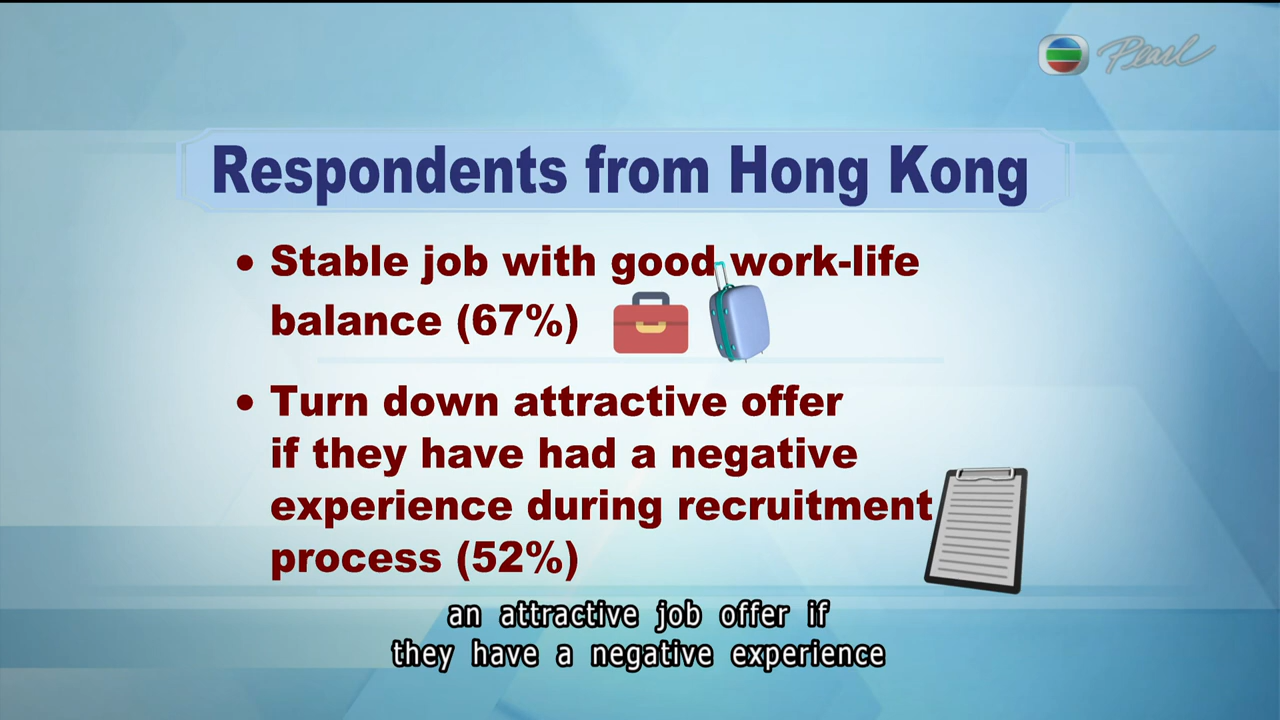 Pearl
Respondents from Hong Kong
• Stable job with good work-life
balance (67%)
• Turn down attractive offer
if they have had a negative
experience during recruitment
process (52%)
an attractive job offer if
they have a negative experience